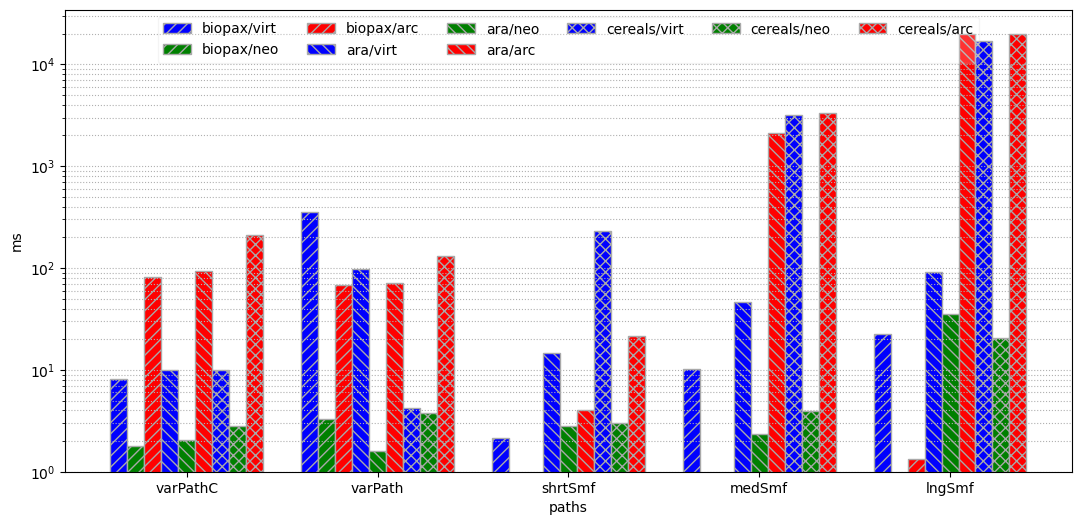 biopax/virt biopax/arc ara/neo cereals/virt cereals/neo cereals/arc
biopax/neo ara/virt ara/arc
10^4
10^3
10^2
10^1
10^0
ms
varPathC varPath shrtSmf medSmf lngSmf
paths